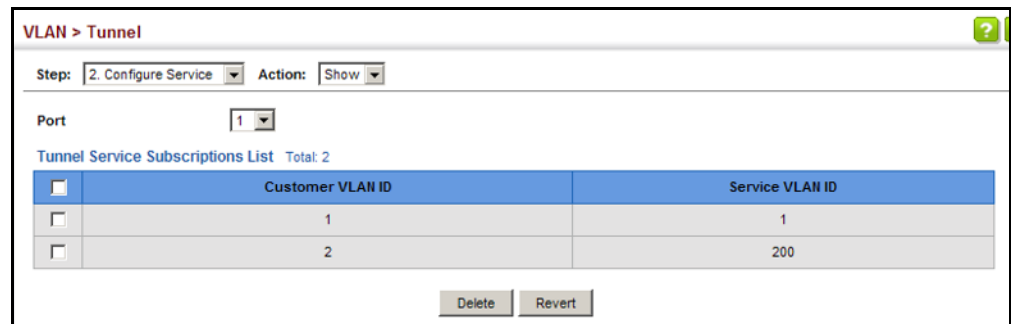 VLAN > Tunnel
?
Step: 2. Configure Service Action: Show
Port 1
Tunnel Service Subscriptions List Total: 2
Customer VLAN ID Service VLAN ID
1 1
2 200
Delete Revert